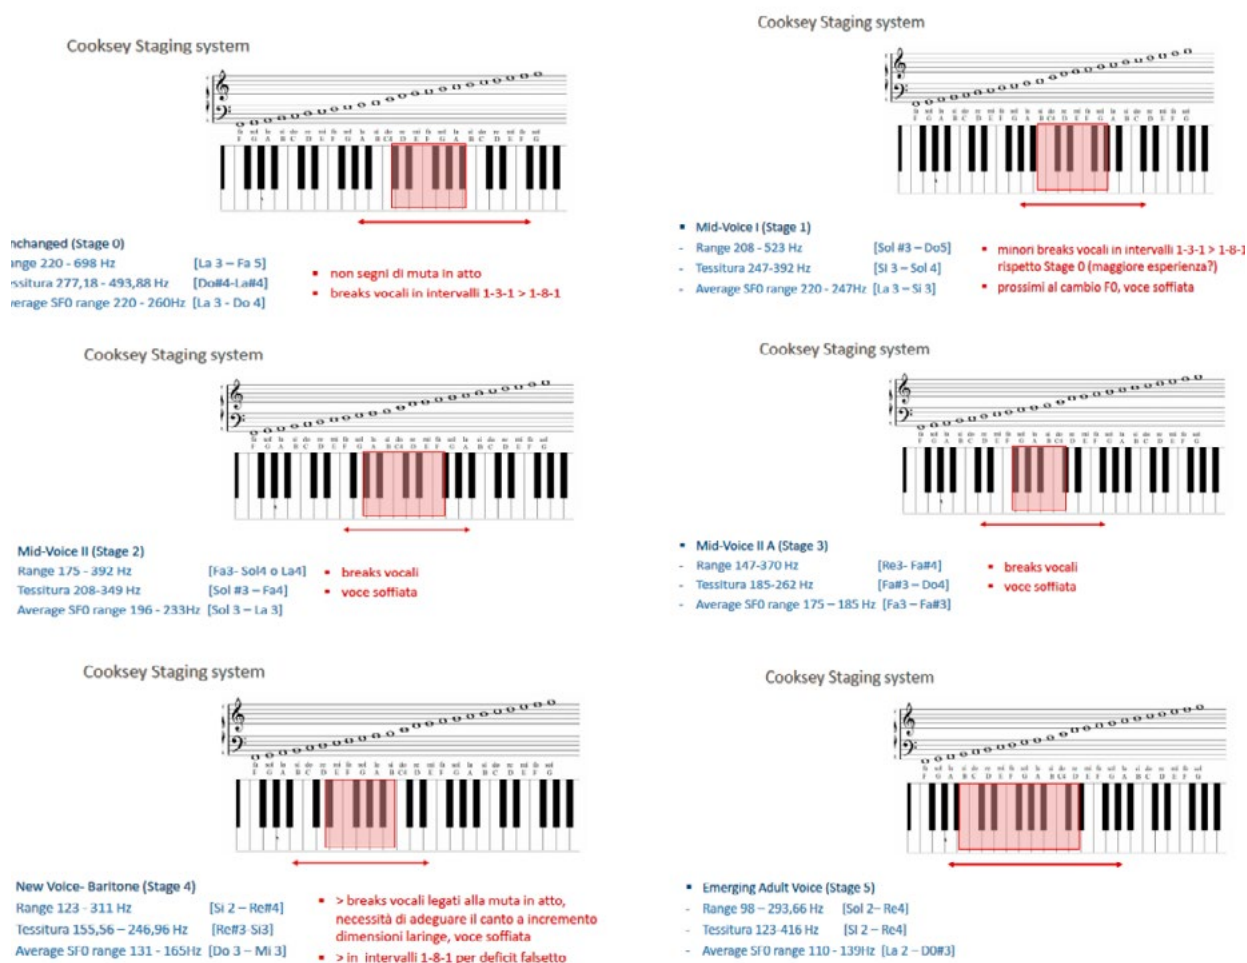 Cooksey Staging system
nchanged (Stage 0)
ange 220 - 698 Hz [La 3 – Fa 5]
essitura 277,18 - 493,88 Hz [Do#4-La#4]
verage SF0 range 220 - 260Hz [La 3 - Do 4]
▪ non segni di muta in atto
▪ breaks vocali in intervalli 1-3-1 > 1-8-1
Cooksey Staging system
▪ Mid-Voice I (Stage 1)
- Range 208 - 523 Hz [Sol #3 – Do5]
- Tessitura 247-392 Hz [SI 3 – Sol 4]
- Average SF0 range 220 - 247Hz [La 3 – Si 3]
▪ minori breaks vocali in intervalli 1-3-1 > 1-8-1
rispetto Stage 0 (maggiore esperienza?)
▪ prossimi al cambio F0, voce soffiata
Cooksey Staging system
Mid-Voice II (Stage 2)
Range 175 - 392 Hz [Fa3- Sol4 o La4]
Tessitura 208-349 Hz [Sol #3 – Fa4]
Average SF0 range 196 - 233Hz [Sol 3 – La 3]
▪ breaks vocali
▪ voce soffiata
Cooksey Staging system
▪ Mid-Voice II A (Stage 3)
- Range 147-370 Hz [Re3- Fa#4]
- Tessitura 185-262 Hz [Fa#3 – Do4]
- Average SF0 range 175 – 185 Hz [Fa3 – Fa#3]
▪ breaks vocali
▪ voce soffiata
Cooksey Staging system
New Voice- Baritone (Stage 4)
Range 123 - 311 Hz [Si 2 – Re#4]
Tessitura 155,56 – 246,96 Hz [Re#3-Si3]
Average SF0 range 131 - 165Hz [Do 3 – Mi 3]
▪ > breaks vocali legati alla muta in atto,
necessità di adeguare il canto a incremento
dimensioni laringe, voce soffiata
▪ > in intervalli 1-8-1 per deficit falsetto
Cooksey Staging system
▪ Emerging Adult Voice (Stage 5)
- Range 98 – 293,66 Hz [Sol 2– Re4]
- Tessitura 123-416 Hz [SI 2 – Re4]
- Average SF0 range 110 - 139Hz [La 2 – D0#3]